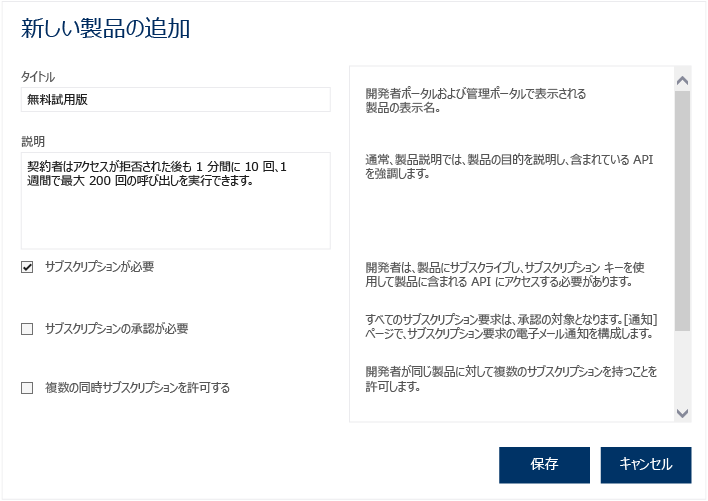 新しい製品の追加
タイトル
無料試用版
説明
契約者はアクセスが拒否された後も 1 分間に 10 回、1
週間で最大 200 回の呼び出しを実行できます。
サブスクリプションが必要
サブスクリプションの承認が必要
複数の同時サブスクリプションを許可する
開発者ポータルおよび管理ポータルで表示される
製品の表示名。
通常、製品説明では、製品の目的を説明し、含まれている API
を強調します。
開発者は、製品にサブスクライブし、サブスクリプション キーを使
用して製品に含まれる API にアクセスする必要があります。
すべてのサブスクリプション要求は、承認の対象となります。[通知]
ページで、サブスクリプション要求の電子メール通知を構成します。
開発者が同じ製品に対して複数のサブスクリプションを持つことを
許可します。
保存
キャンセル